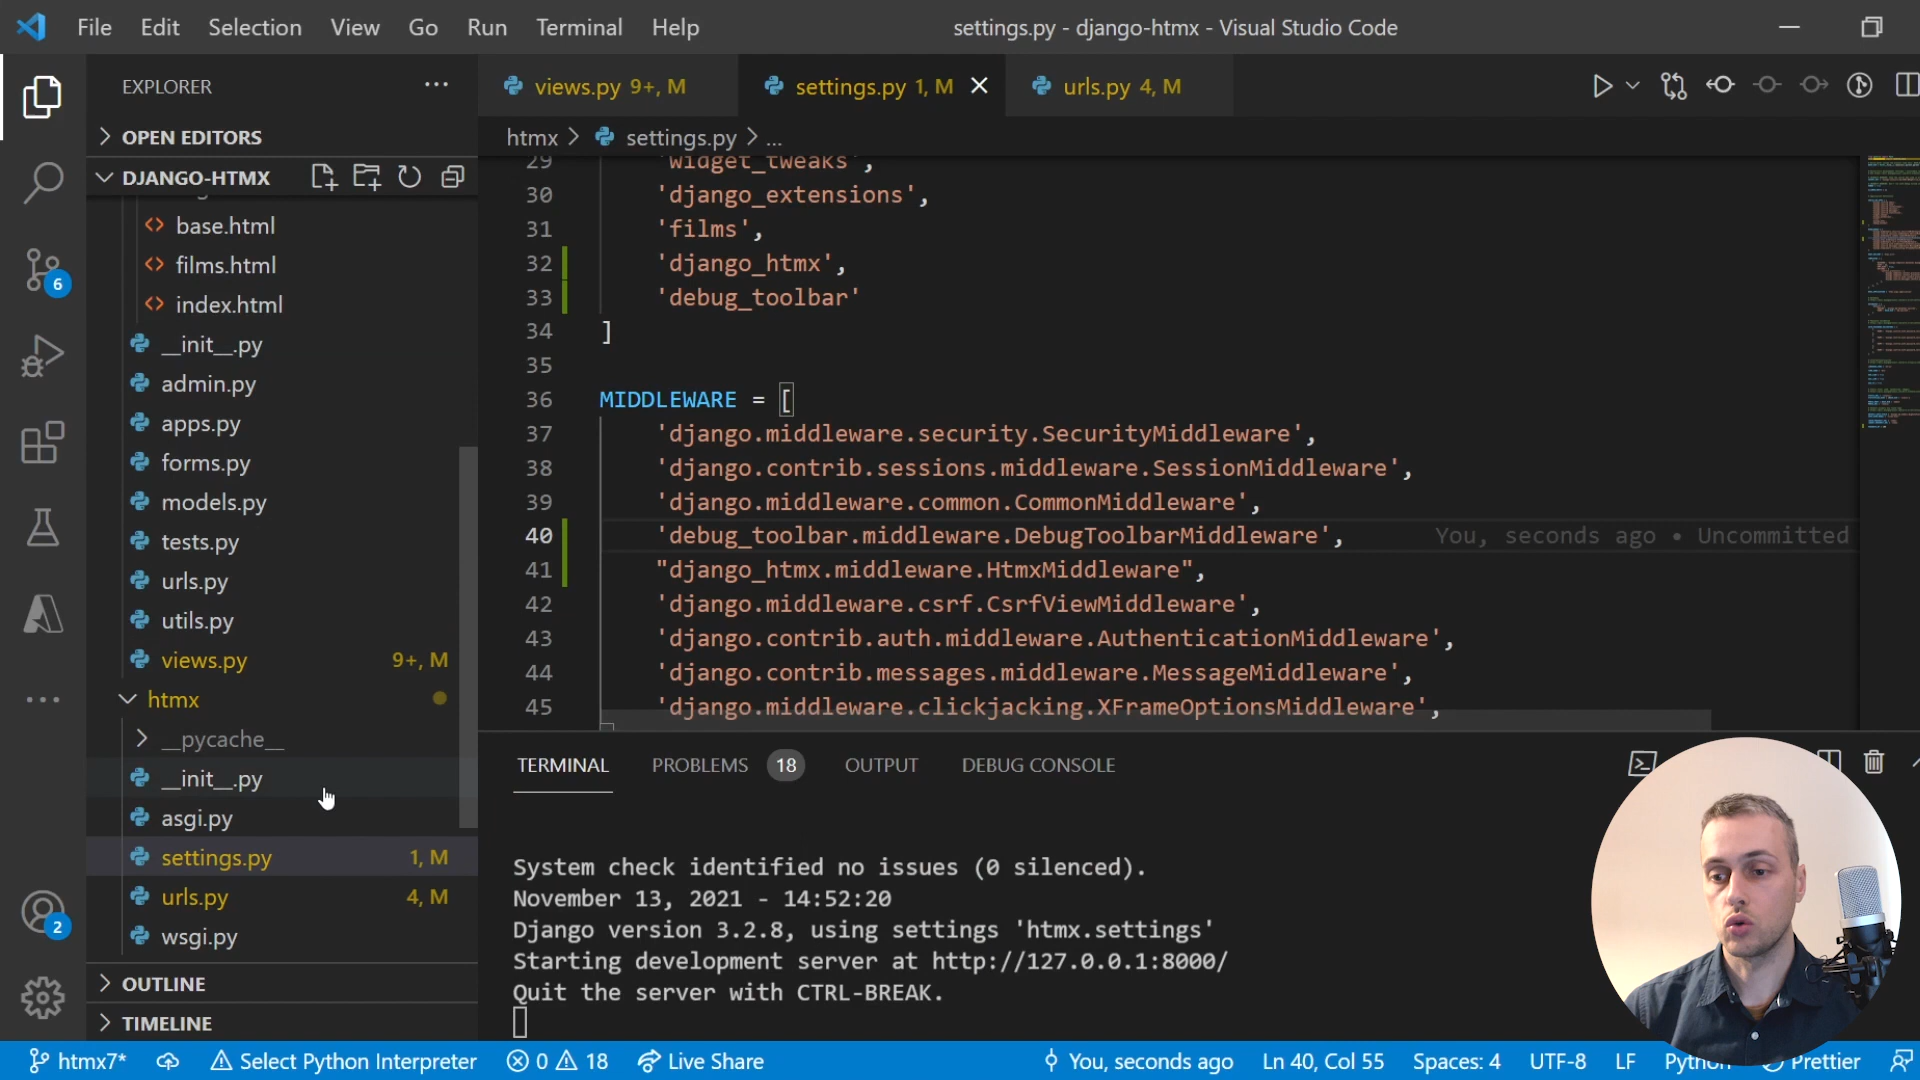 File Edit Selection View Go Run Terminal Help
settings.py - django-htmx - Visual Studio Code
EXPLORER
OPEN EDITORS
DJANGO-HTMX
base.html
films.html
index.html
__init__.py
admin.py
apps.py
forms.py
models.py
tests.py
urls.py
utils.py
views.py 9+, M
htmx
__pycache__
__init__.py
asgi.py
settings.py 1, M
urls.py 4, M
wsgi.py
OUTLINE
TIMELINE
6
2
views.py 9+, M
settings.py 1, M
urls.py 4, M
htmx > settings.py > ...
29 'widget_tweaks',
30 'django_extensions',
31 'films',
32 'django_htmx',
33 'debug_toolbar'
34 ]
35
36 MIDDLEWARE = [
37 'django.middleware.security.SecurityMiddleware',
38 'django.contrib.sessions.middleware.SessionMiddleware',
39 'django.middleware.common.CommonMiddleware',
40 'debug_toolbar.middleware.DebugToolbarMiddleware', You, seconds ago • Uncommitted
41 "django_htmx.middleware.HtmxMiddleware",
42 'django.middleware.csrf.CsrfViewMiddleware',
43 'django.contrib.auth.middleware.AuthenticationMiddleware',
44 'django.contrib.messages.middleware.MessageMiddleware',
45 'django.middleware.clickjacking.XFrameOptionsMiddleware',
TERMINAL PROBLEMS 18 OUTPUT DEBUG CONSOLE
System check identified no issues (0 silenced).
November 13, 2021 - 14:52:20
Django version 3.2.8, using settings 'htmx.settings'
Starting development server at http://127.0.0.1:8000/
Quit the server with CTRL-BREAK.
htmx7* Select Python Interpreter 0 18 Live Share You, seconds ago Ln 40, Col 55 Spaces: 4 UTF-8 LF Python Prettier